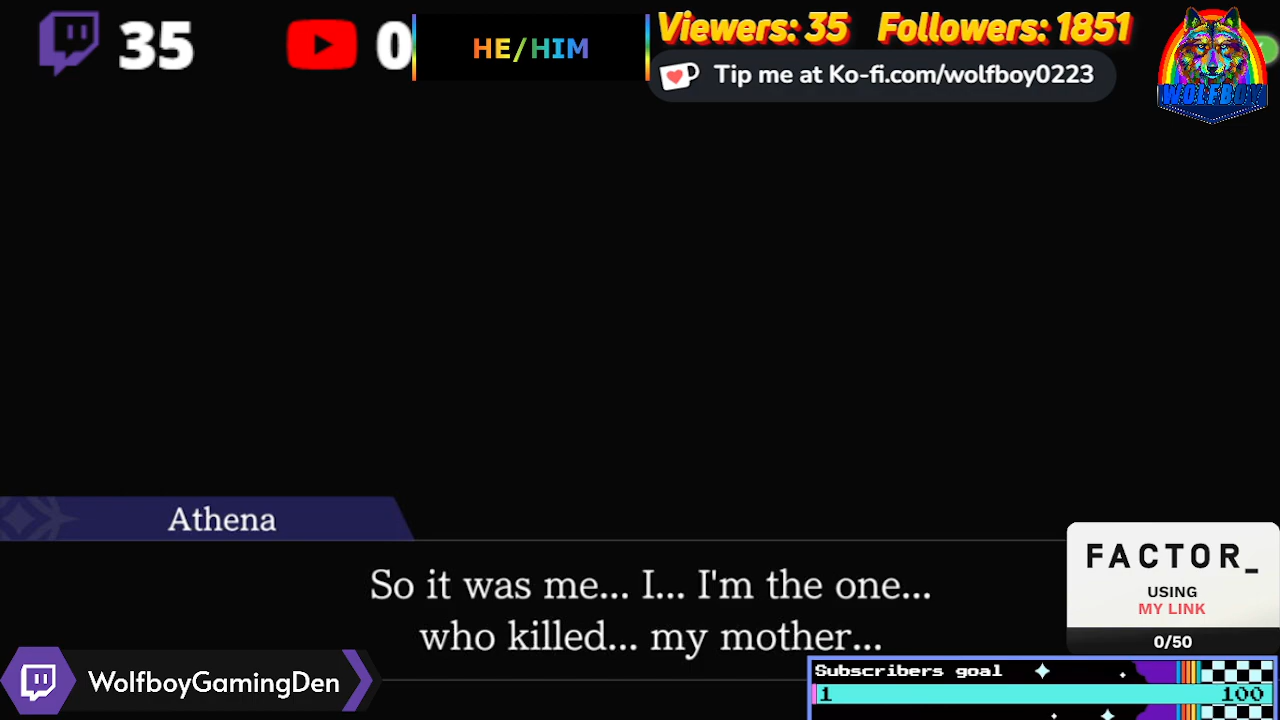 35
0
HE/HIM
Viewers: 35 Followers: 1851
Tip me at Ko-fi.com/wolfboy0223
WOLFBOY
Athena
So it was me... I... I'm the one...
who killed... my mother...
FACTOR_
USING
MY LINK
0/50
WolfboyGamingDen
Subscribers goal
1 100